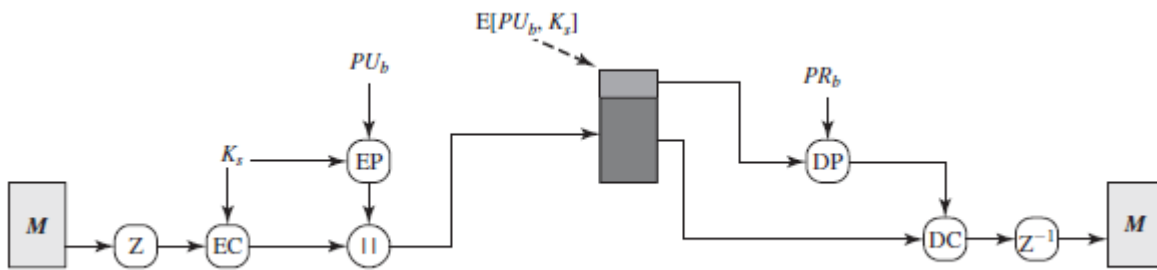 E[PU_b, K_s]
PU_b
PR_b
K_s
EP
DP
M
Z
EC
||
DC
Z⁻¹
M